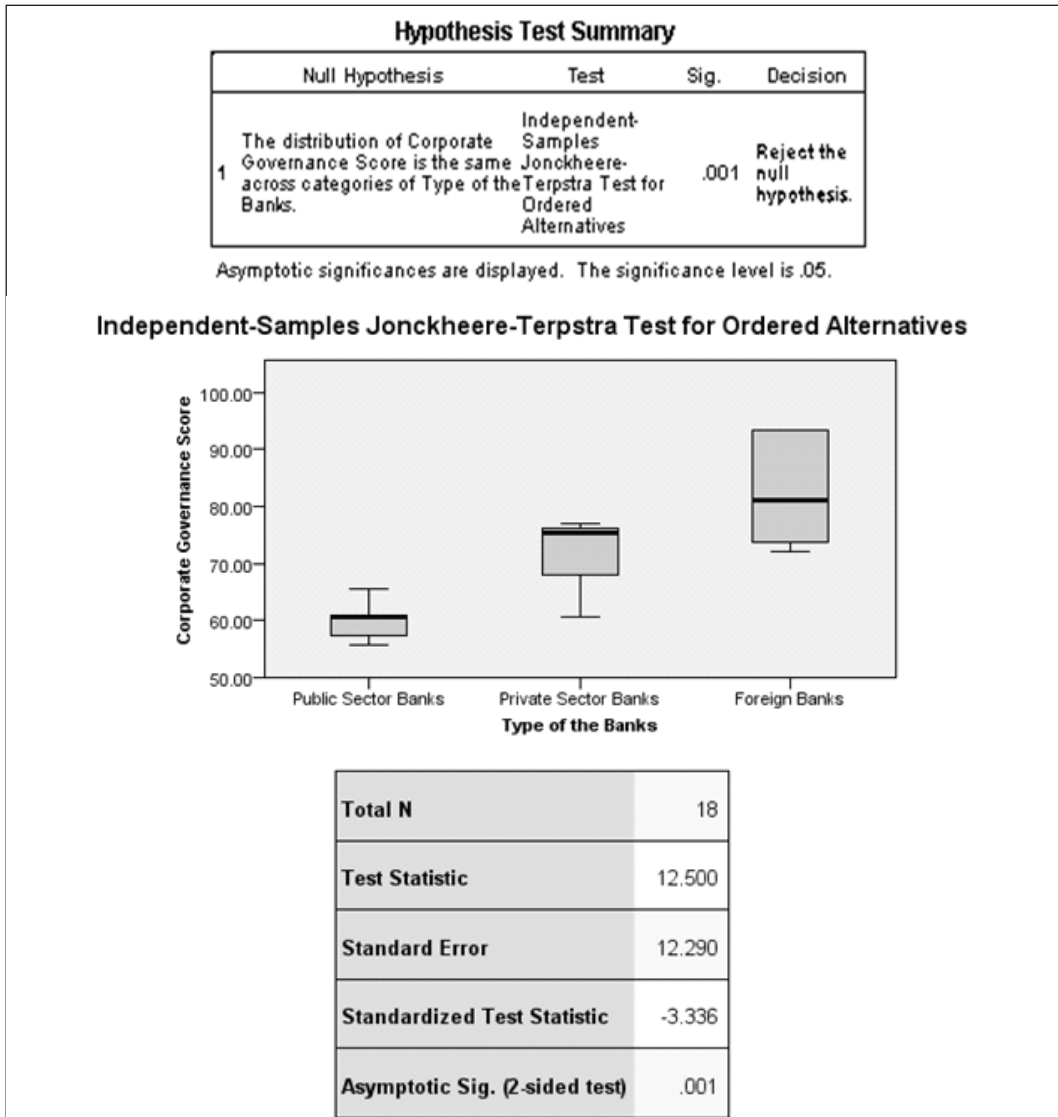 Hypothesis Test Summary
Null Hypothesis Test Sig. Decision
1
The distribution of Corporate
Governance Score is the same
across categories of Type of the
Banks.
Independent-
Samples
Jonckheere-
Terpstra Test for
Ordered
Alternatives
.001
Reject the
null
hypothesis.
Asymptotic significances are displayed. The significance level is .05.
Independent-Samples Jonckheere-Terpstra Test for Ordered Alternatives
Corporate Governance Score
100.00
90.00
80.00
70.00
60.00
50.00
Public Sector Banks Private Sector Banks Foreign Banks
Type of the Banks
Total N 18
Test Statistic 12.500
Standard Error 12.290
Standardized Test Statistic -3.336
Asymptotic Sig. (2-sided test) .001